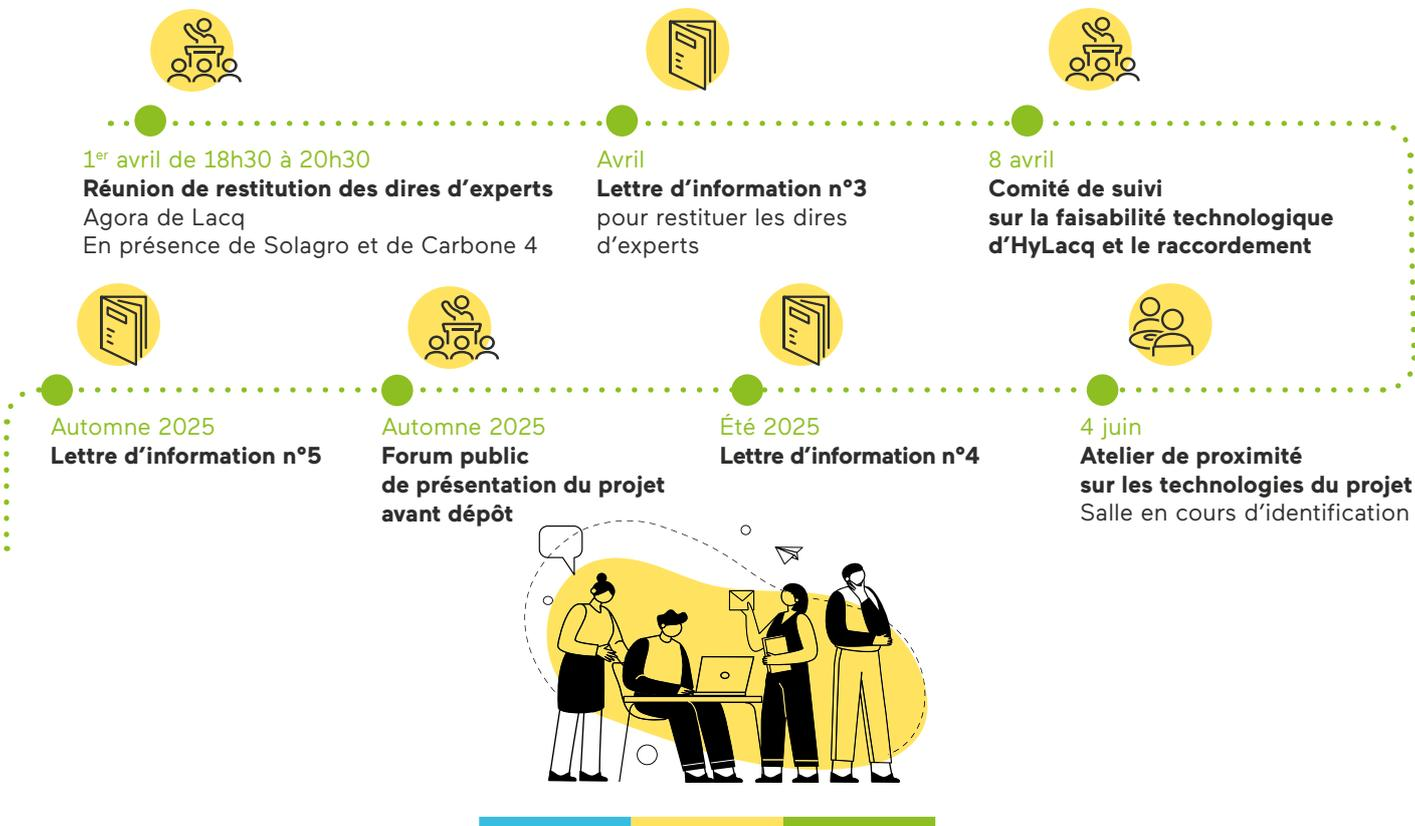 1er avril de 18h30 à 20h30
Réunion de restitution des dires d’experts
Agora de Lacq
En présence de Solagro et de Carbone 4
Avril
Lettre d’information n°3
pour restituer les dires
d’experts
8 avril
Comité de suivi
sur la faisabilité technologique
d’HyLacq et le raccordement
4 juin
Atelier de proximité
sur les technologies du projet
Salle en cours d’identification
Été 2025
Lettre d’information n°4
Automne 2025
Forum public
de présentation du projet
avant dépôt
Automne 2025
Lettre d’information n°5